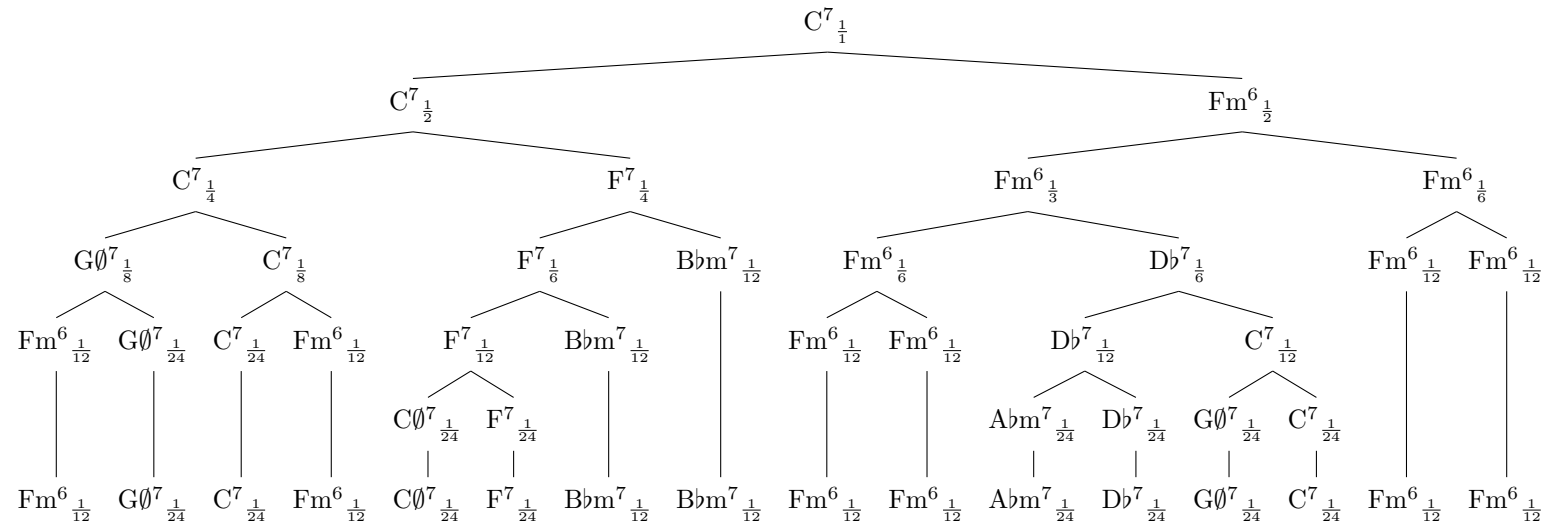 C⁷ 1/1
C⁷ 1/2 Fm⁶ 1/2
C⁷ 1/4 F⁷ 1/4 Fm⁶ 1/3 Fm⁶ 1/6
G∅⁷ 1/8 C⁷ 1/8 F⁷ 1/6 B♭m⁷ 1/12 Fm⁶ 1/6 D♭⁷ 1/6 Fm⁶ 1/12 Fm⁶ 1/12
Fm⁶ 1/12 G∅⁷ 1/24 C⁷ 1/24 Fm⁶ 1/12 F⁷ 1/12 B♭m⁷ 1/12 Fm⁶ 1/12 Fm⁶ 1/12 D♭⁷ 1/12 C⁷ 1/12
C∅⁷ 1/24 F⁷ 1/24 A♭m⁷ 1/24 D♭⁷ 1/24 G∅⁷ 1/24 C⁷ 1/24
Fm⁶ 1/12 G∅⁷ 1/24 C⁷ 1/24 Fm⁶ 1/12 C∅⁷ 1/24 F⁷ 1/24 B♭m⁷ 1/12 B♭m⁷ 1/12 Fm⁶ 1/12 Fm⁶ 1/12 A♭m⁷ 1/24 D♭⁷ 1/24 G∅⁷ 1/24 C⁷ 1/24 Fm⁶ 1/12 Fm⁶ 1/12